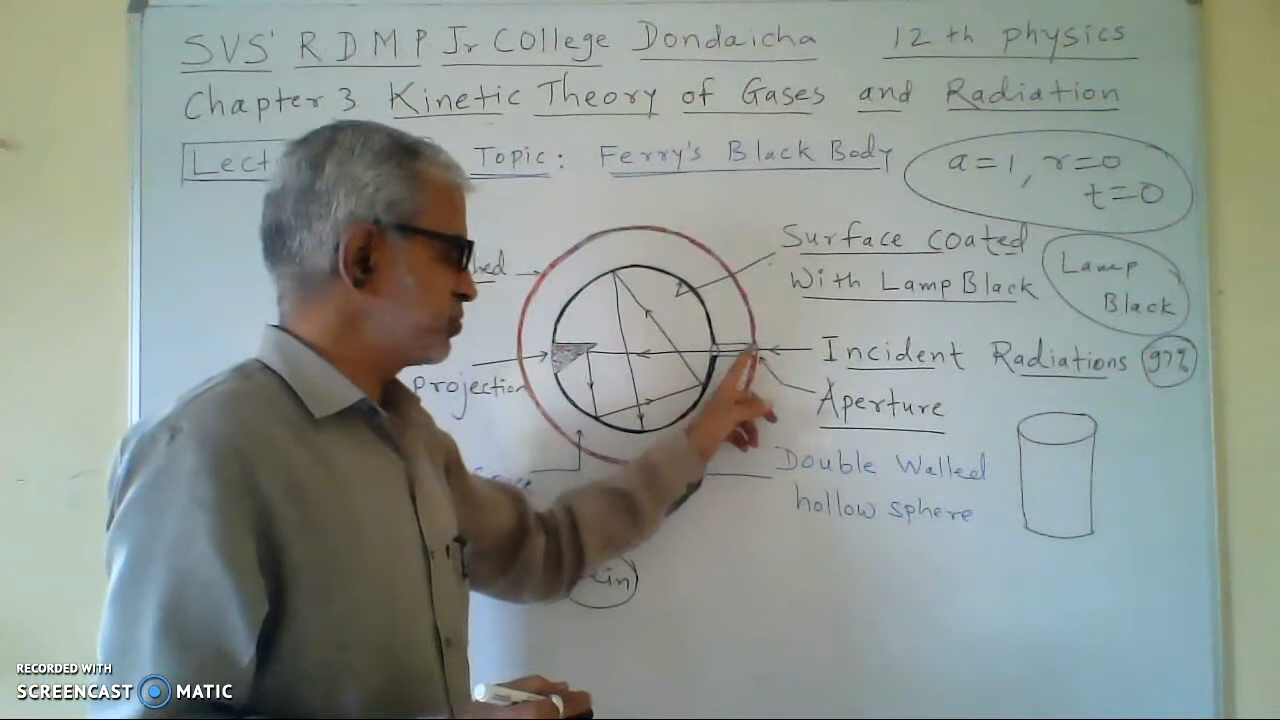 SVS' R D M P Jr College Dondaicha 12 th physics
Chapter 3 Kinetic Theory of Gases and Radiation
Topic: Ferry's Black Body
a=1, r=0
t=0
Surface coated
With Lamp Black
Lamp
Black
Incident Radiations 97%
projection
Aperture
Double Walled
hollow sphere
RECORDED WITH
SCREENCAST MATIC